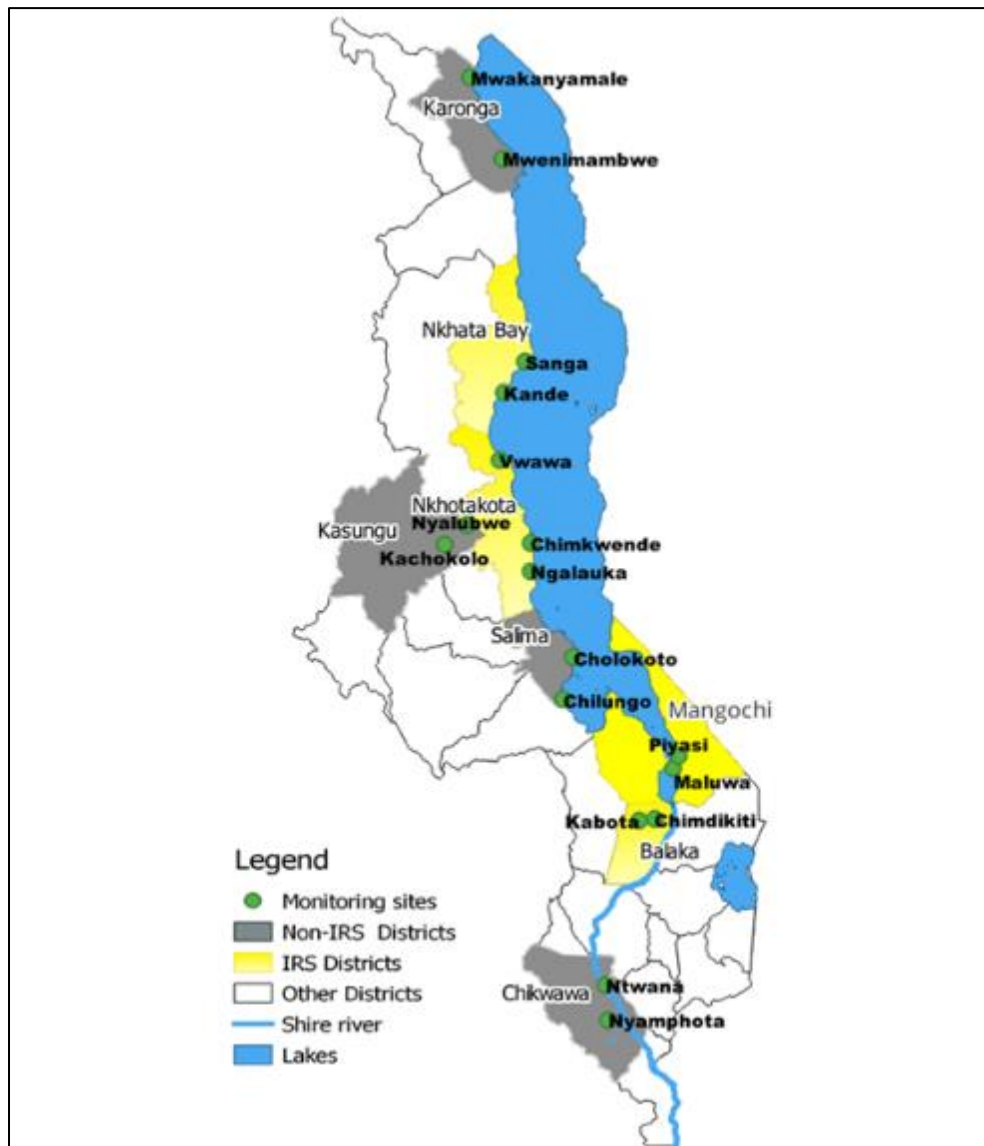 Mwakanyamale
Karonga
Mwenimambwe
Nkhata Bay
Sanga
Kande
Vwawa
Nkhotakota
Nyalubwe
Kasungu
Chimkwende
Kachokolo
Ngalauka
Salima
Cholokoto
Chilungo
Mangochi
Piyasi
Maluwa
Kabota
Chimdikiti
Balaka
Legend
Monitoring sites
Non-IRS Districts
IRS Districts
Other Districts
Shire river
Lakes
Ntwana
Chikwawa
Nyamphota